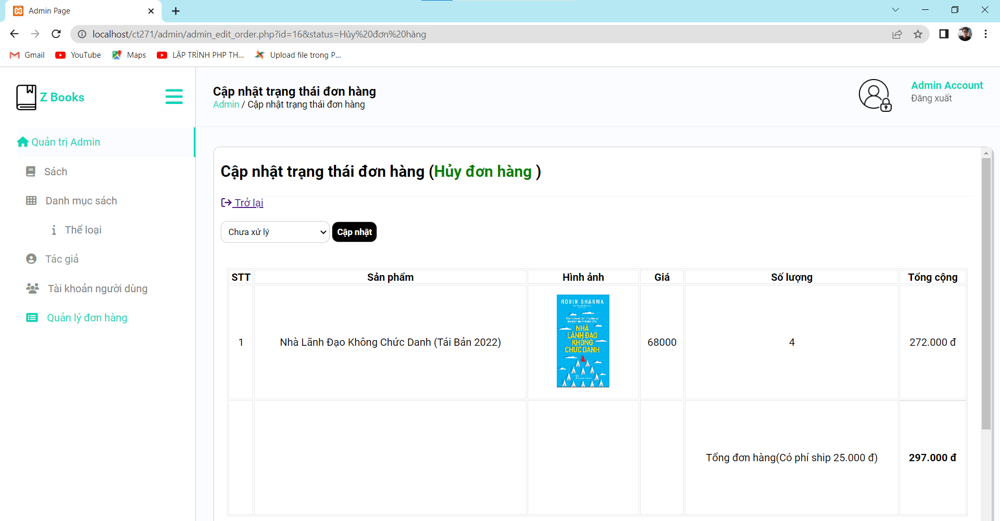 Admin Page
localhost/ct271/admin/admin_edit_order.php?id=16&status=Hủy%20đơn%20hàng
Gmail YouTube Maps LẬP TRÌNH PHP TH... Upload file trong P...
Z Books
Cập nhật trạng thái đơn hàng
Admin / Cập nhật trạng thái đơn hàng
Admin Account
Đăng xuất
Quản trị Admin
Sách
Danh mục sách
Thể loại
Tác giả
Tài khoản người dùng
Quản lý đơn hàng
Cập nhật trạng thái đơn hàng (Hủy đơn hàng )
Trở lại
Chưa xử lý Cập nhật
STT Sản phẩm Hình ảnh Giá Số lượng Tổng cộng
ROBIN SHARMA
NHÀ
LÃNH ĐẠO
KHÔNG
CHỨC DANH
1 Nhà Lãnh Đạo Không Chức Danh (Tái Bản 2022) 68000 4 272.000 đ
Tổng đơn hàng(Có phí ship 25.000 đ) 297.000 đ